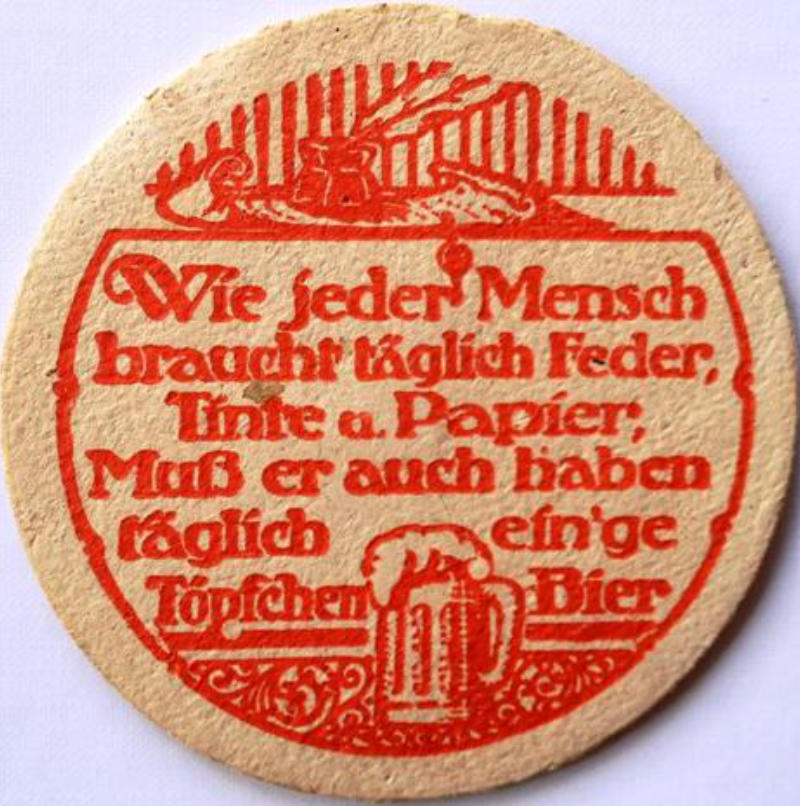 Wie jeder Mensch
braucht täglich Feder,
Tinte u. Papier;
Muß er auch haben
täglich ein'ge
Töpfchen Bier